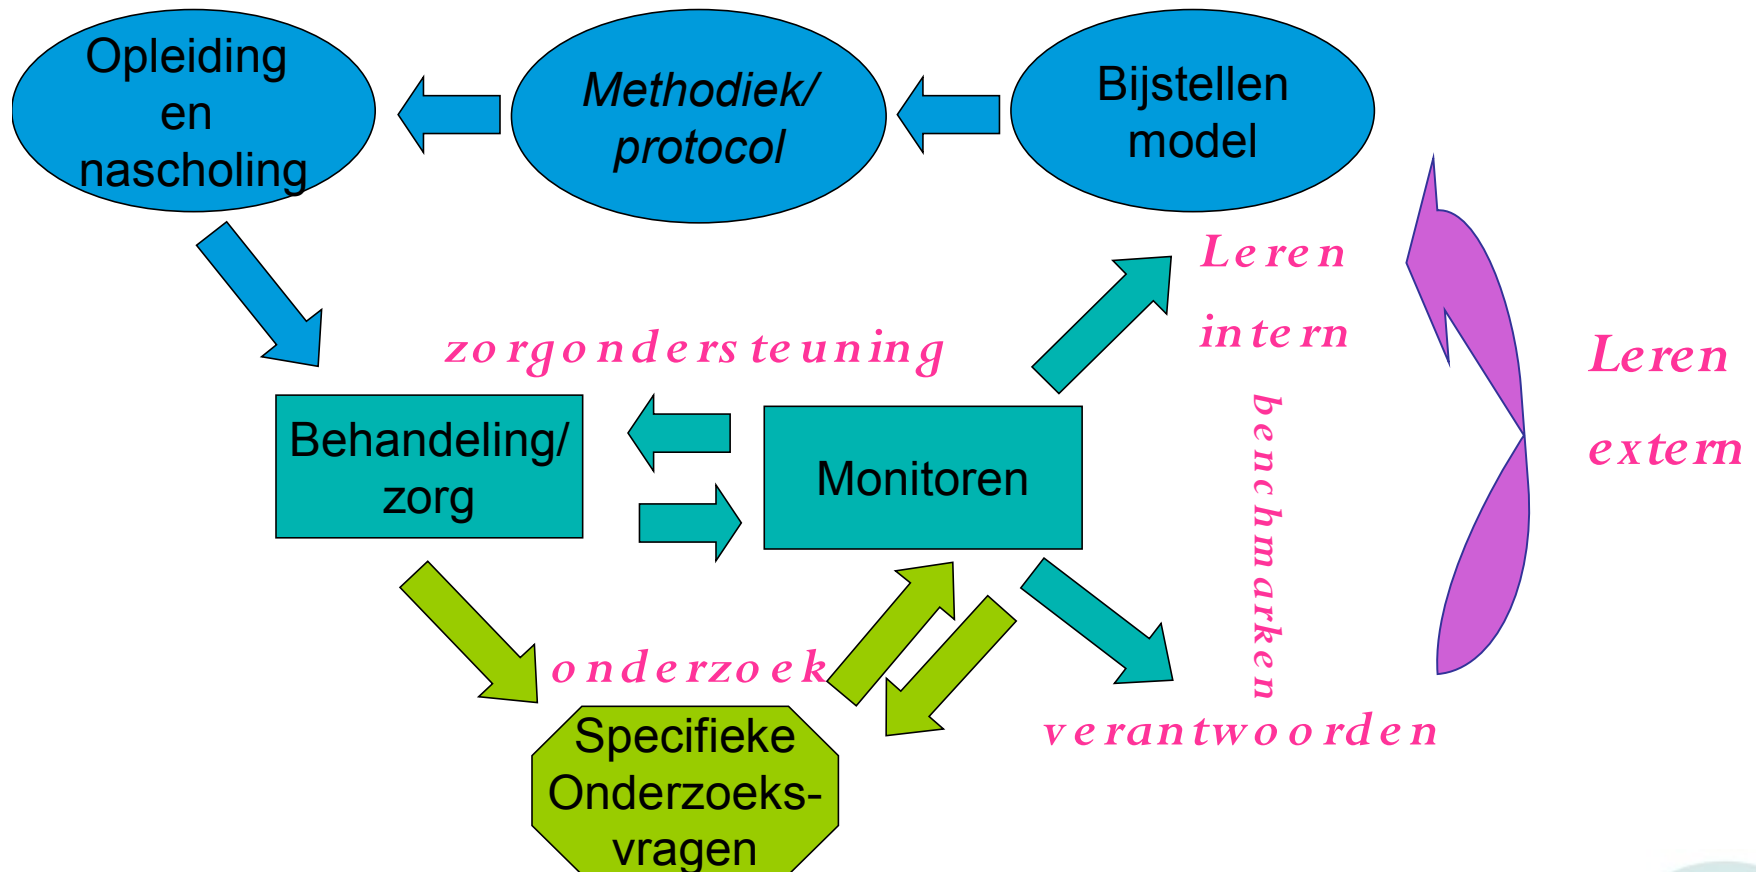 Opleiding
en
nascholing
Methodiek/
protocol
Bijstellen
model
Leren
intern
zorgondersteuning
Leren
extern
Behandeling/
zorg
Monitoren
benchmarken
onderzoek
verantwoorden
Specifieke
Onderzoeks-
vragen